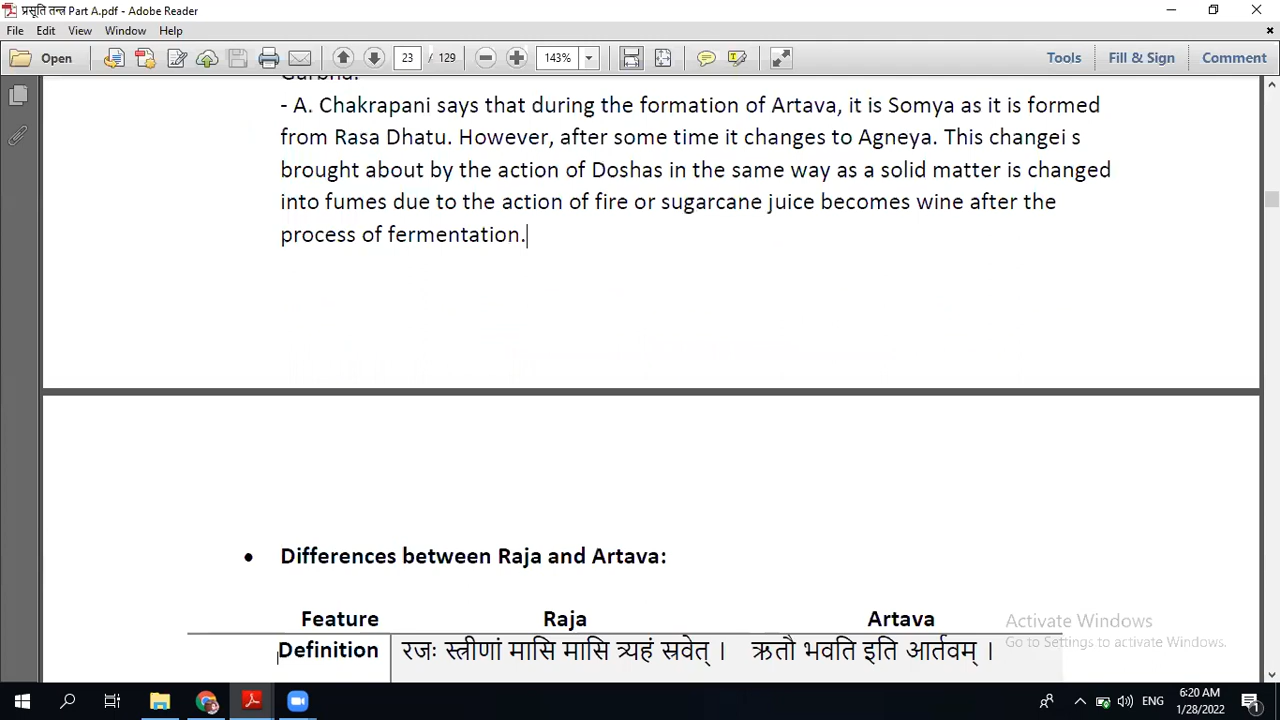 प्रसूति तन्त्र Part A.pdf - Adobe Reader
File Edit View Window Help
Open 23 / 129 143% Tools Fill & Sign Comment
- A. Chakrapani says that during the formation of Artava, it is Somya as it is formed
from Rasa Dhatu. However, after some time it changes to Agneya. This changei s
brought about by the action of Doshas in the same way as a solid matter is changed
into fumes due to the action of fire or sugarcane juice becomes wine after the
process of fermentation.
• Differences between Raja and Artava:
Feature Raja Artava
Definition रजः स्त्रीणां मासि मासि त्र्यहं स्रवेत् । ऋतौ भवति इति आर्तवम् ।
Activate Windows
Go to Settings to activate Windows.
ENG
6:20 AM
1/28/2022
1